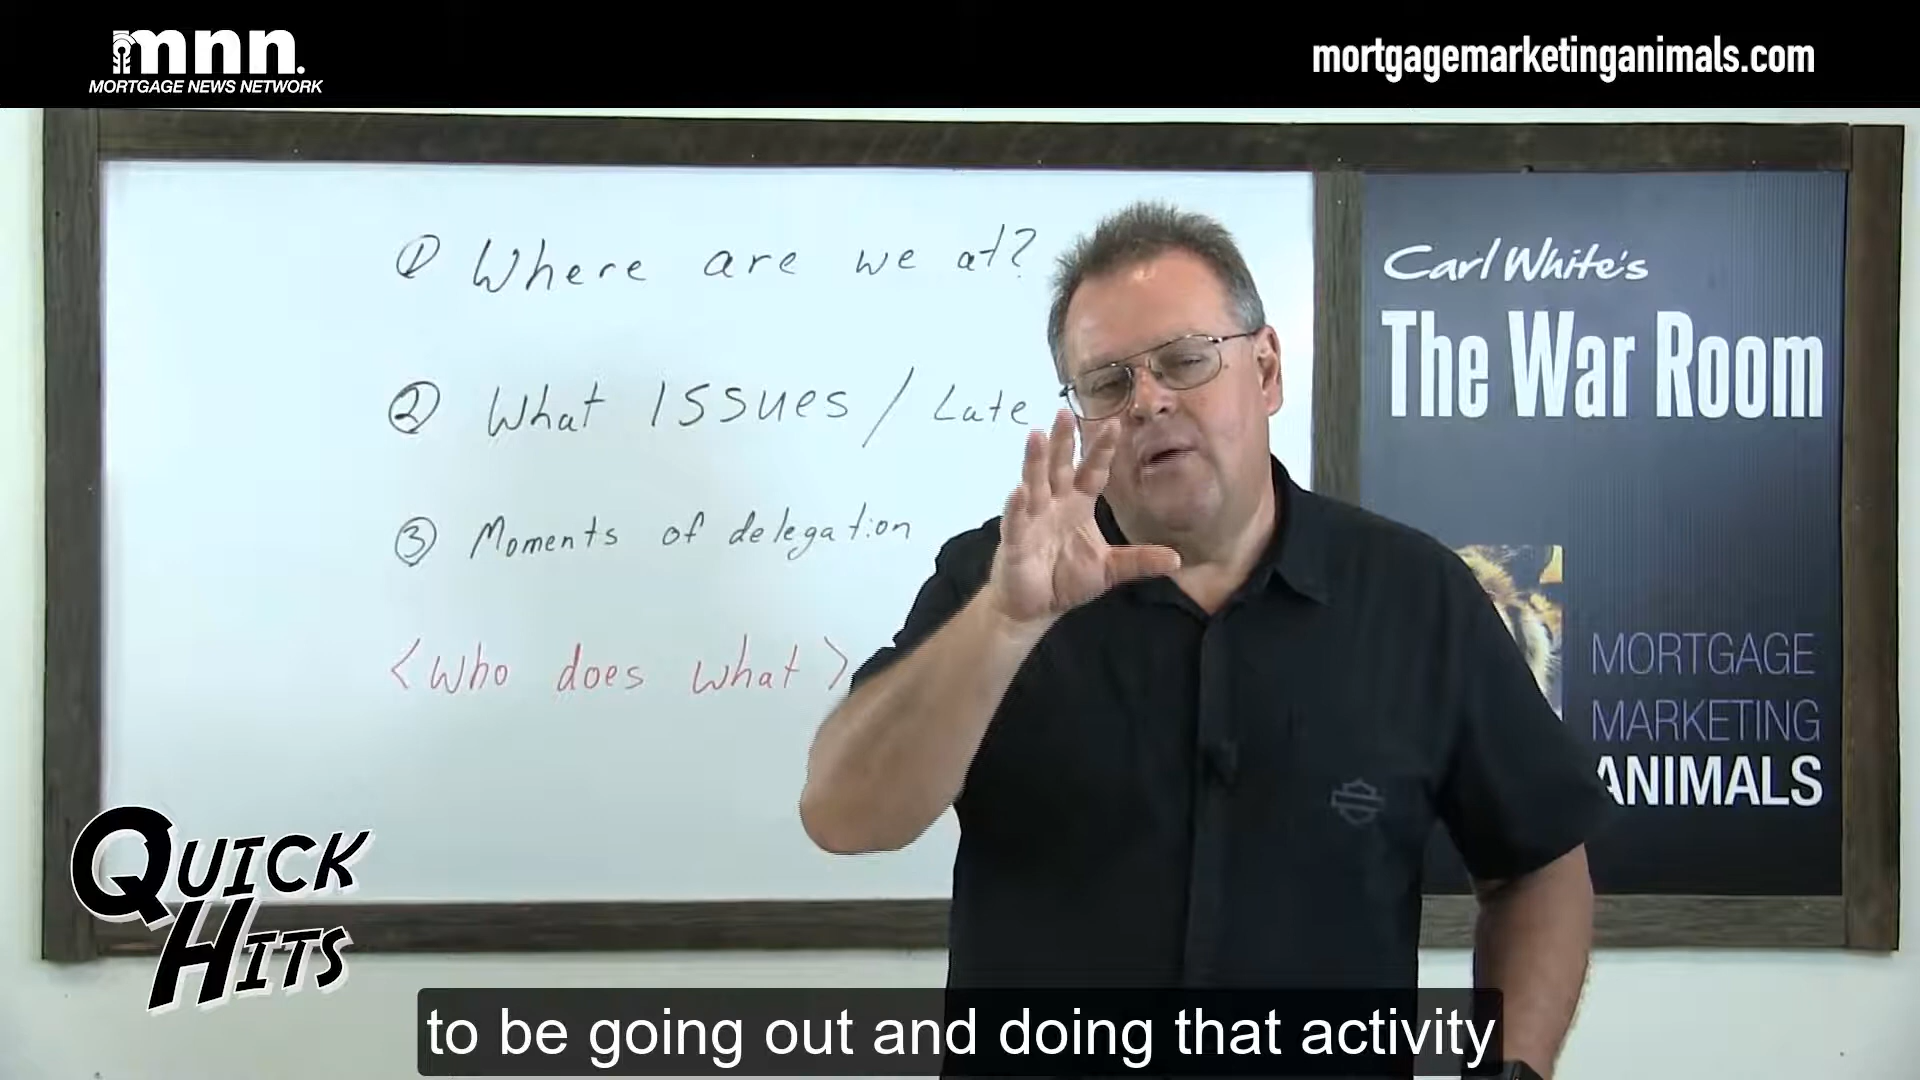 mnn.
MORTGAGE NEWS NETWORK
mortgagemarketinganimals.com
① Where are we at?
② What Issues / Late
③ Moments of delegation
<Who does what>
Carl White's
The War Room
MORTGAGE
MARKETING
ANIMALS
QUICK
HITS
to be going out and doing that activity